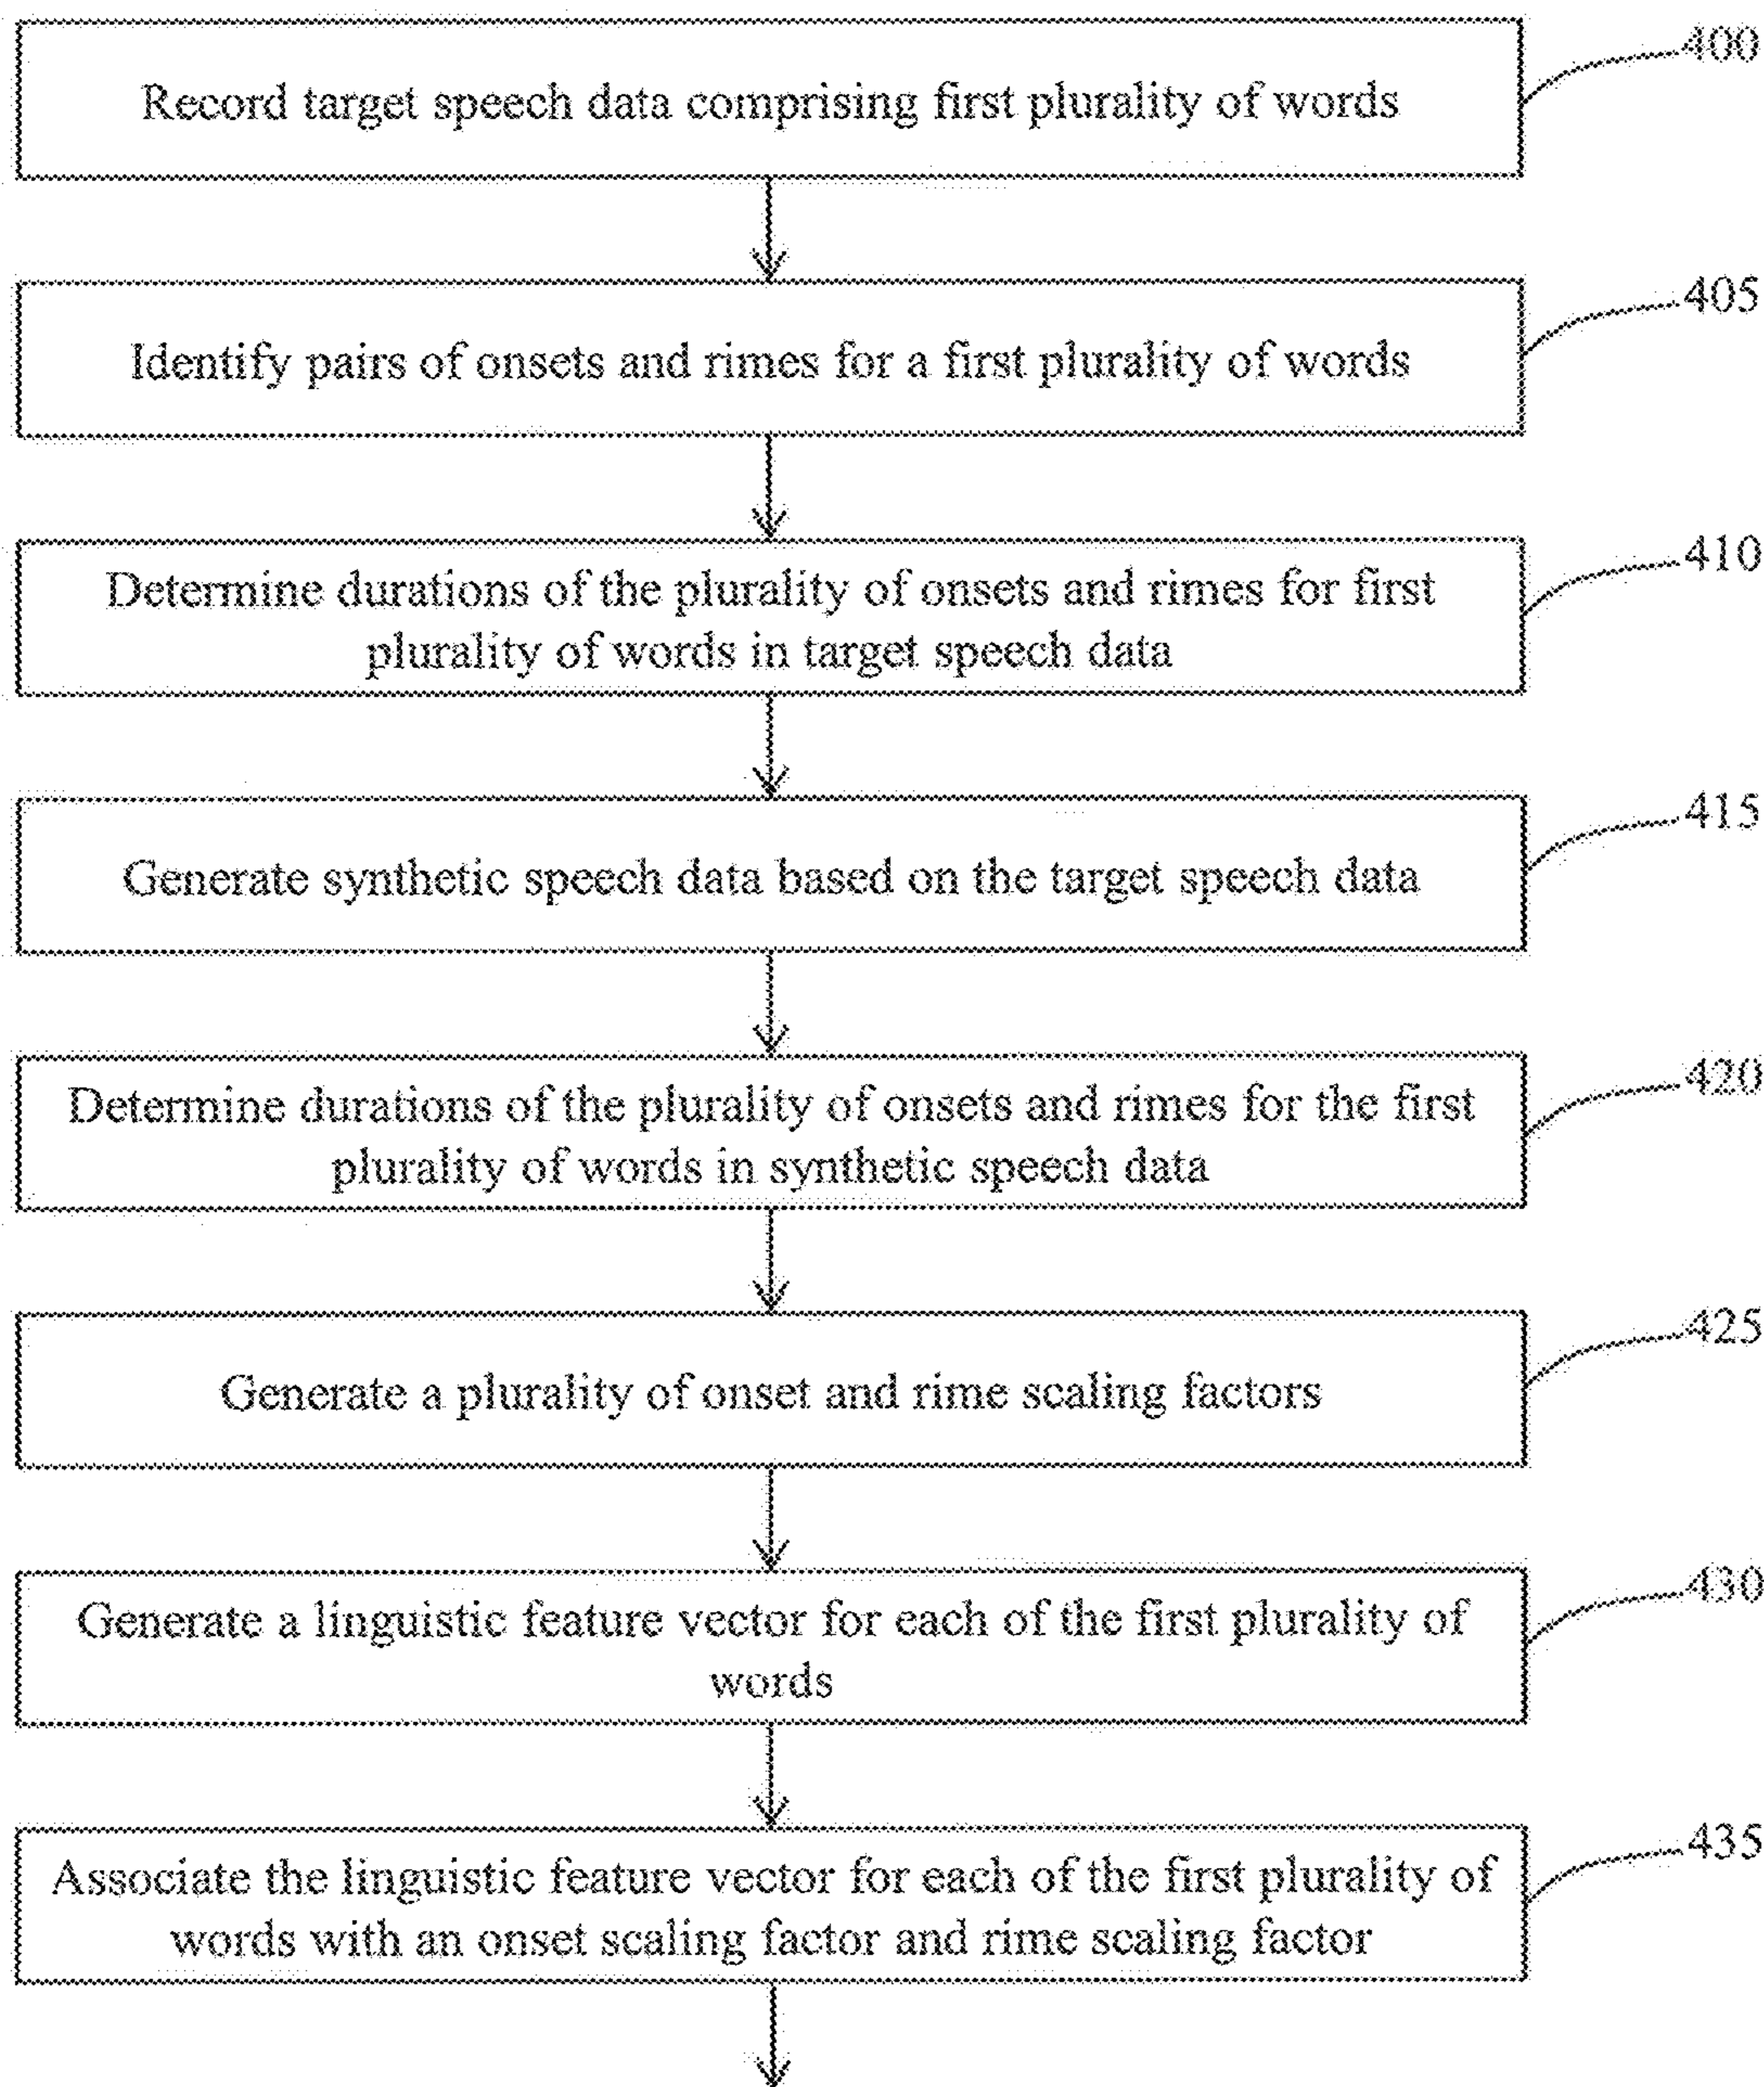 400
Record target speech data comprising first plurality of words
405
Identify pairs of onsets and rimes for a first plurality of words
410
Determine durations of the plurality of onsets and rimes for first
plurality of words in target speech data
415
Generate synthetic speech data based on the target speech data
420
Determine durations of the plurality of onsets and rimes for the first
plurality of words in synthetic speech data
425
Generate a plurality of onset and rime scaling factors
430
Generate a linguistic feature vector for each of the first plurality of
words
435
Associate the linguistic feature vector for each of the first plurality of
words with an onset scaling factor and rime scaling factor